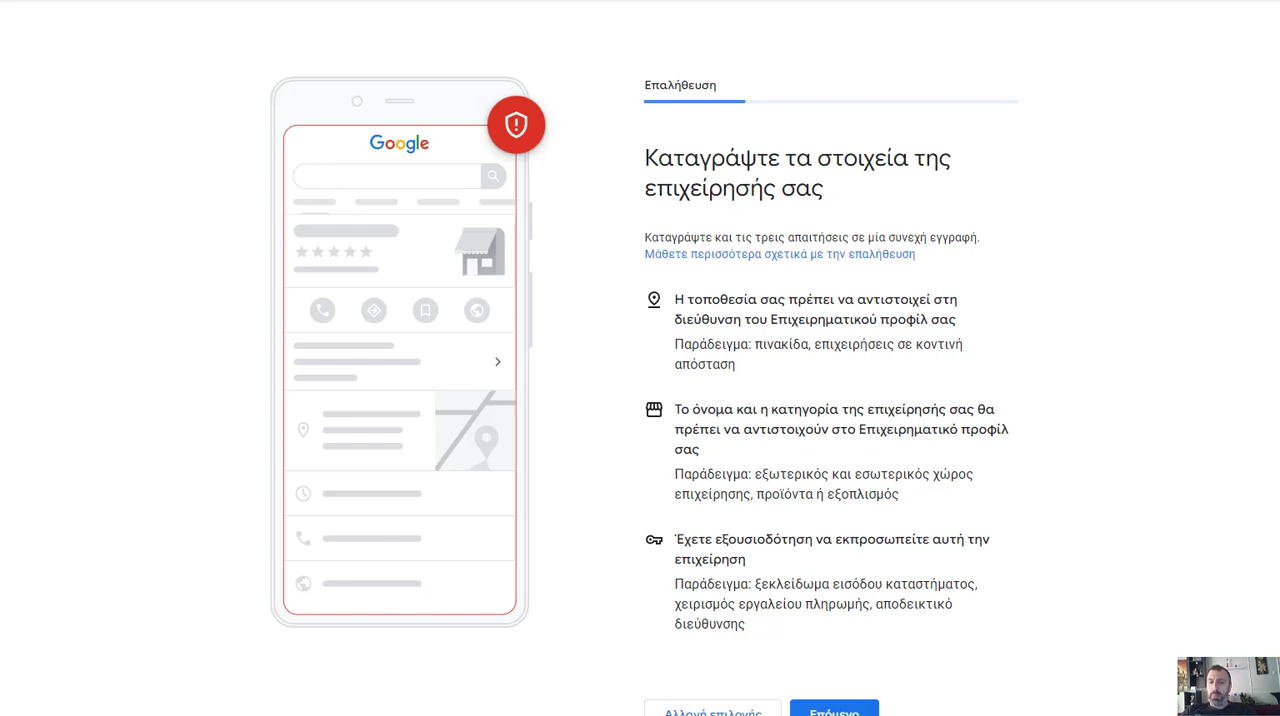 Google
Επαλήθευση
Καταγράψτε τα στοιχεία της
επιχείρησής σας
Καταγράψτε και τις τρεις απαιτήσεις σε μία συνεχή εγγραφή.
Μάθετε περισσότερα σχετικά με την επαλήθευση
Η τοποθεσία σας πρέπει να αντιστοιχεί στη
διεύθυνση του Επιχειρηματικού προφίλ σας
Παράδειγμα: πινακίδα, επιχειρήσεις σε κοντινή
απόσταση
Το όνομα και η κατηγορία της επιχείρησής σας θα
πρέπει να αντιστοιχούν στο Επιχειρηματικό προφίλ
σας
Παράδειγμα: εξωτερικός και εσωτερικός χώρος
επιχείρησης, προϊόντα ή εξοπλισμός
Έχετε εξουσιοδότηση να εκπροσωπείτε αυτή την
επιχείρηση
Παράδειγμα: ξεκλείδωμα εισόδου καταστήματος,
χειρισμός εργαλείου πληρωμής, αποδεικτικό
διεύθυνσης
Αλλαγή επιλογής
Επόμενο